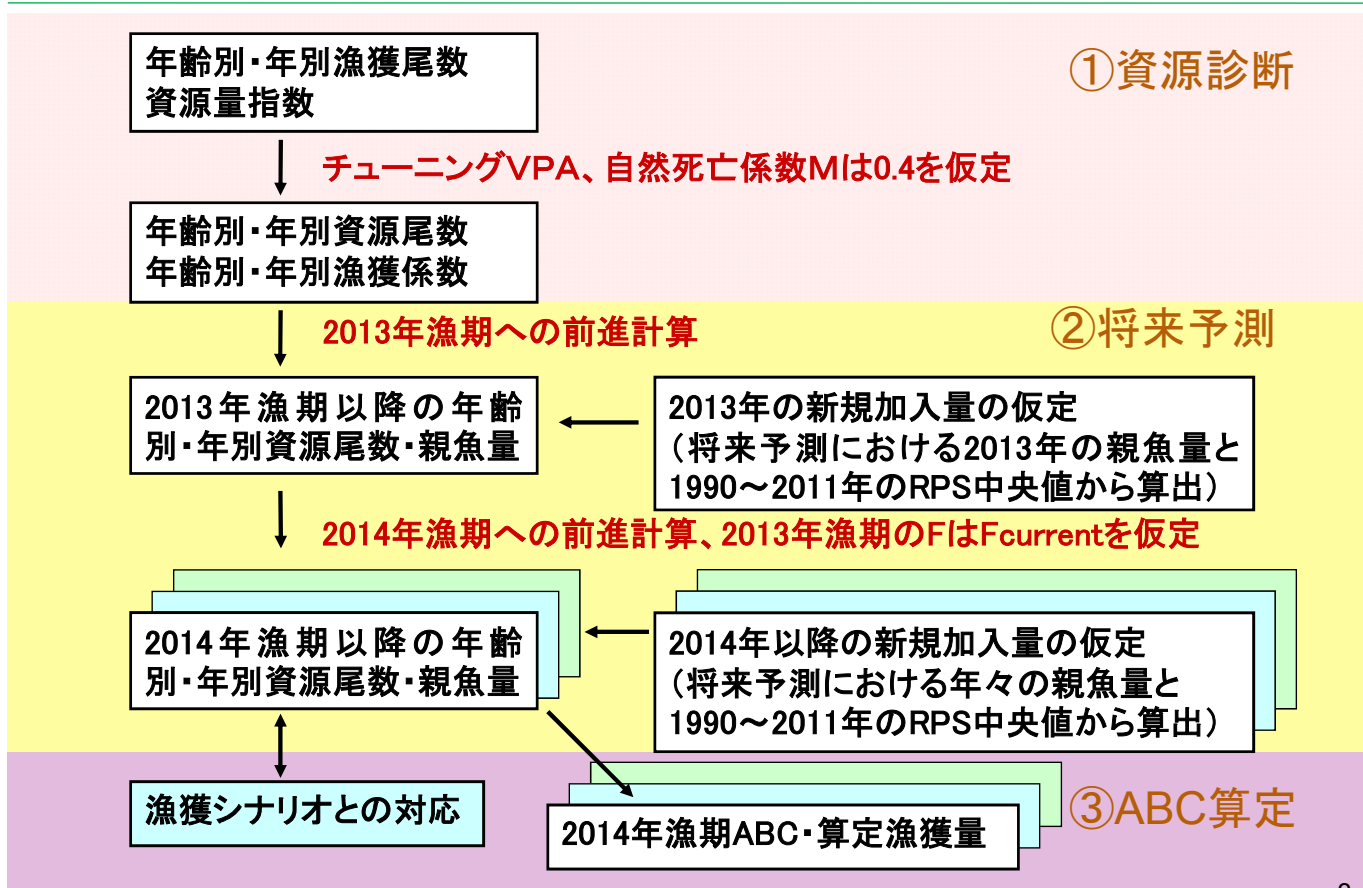 年齢別・年別漁獲尾数
資源量指数
①資源診断
チューニングVPA、自然死亡係数Mは0.4を仮定
年齢別・年別資源尾数
年齢別・年別漁獲係数
2013年漁期への前進計算
②将来予測
2013年漁期以降の年齢
別・年別資源尾数・親魚量
2013年の新規加入量の仮定
（将来予測における2013年の親魚量と
1990～2011年のRPS中央値から算出）
2014年漁期への前進計算、2013年漁期のFはFcurrentを仮定
2014年漁期以降の年齢
別・年別資源尾数・親魚量
2014年以降の新規加入量の仮定
（将来予測における年々の親魚量と
1990～2011年のRPS中央値から算出）
漁獲シナリオとの対応
2014年漁期ABC・算定漁獲量
③ABC算定